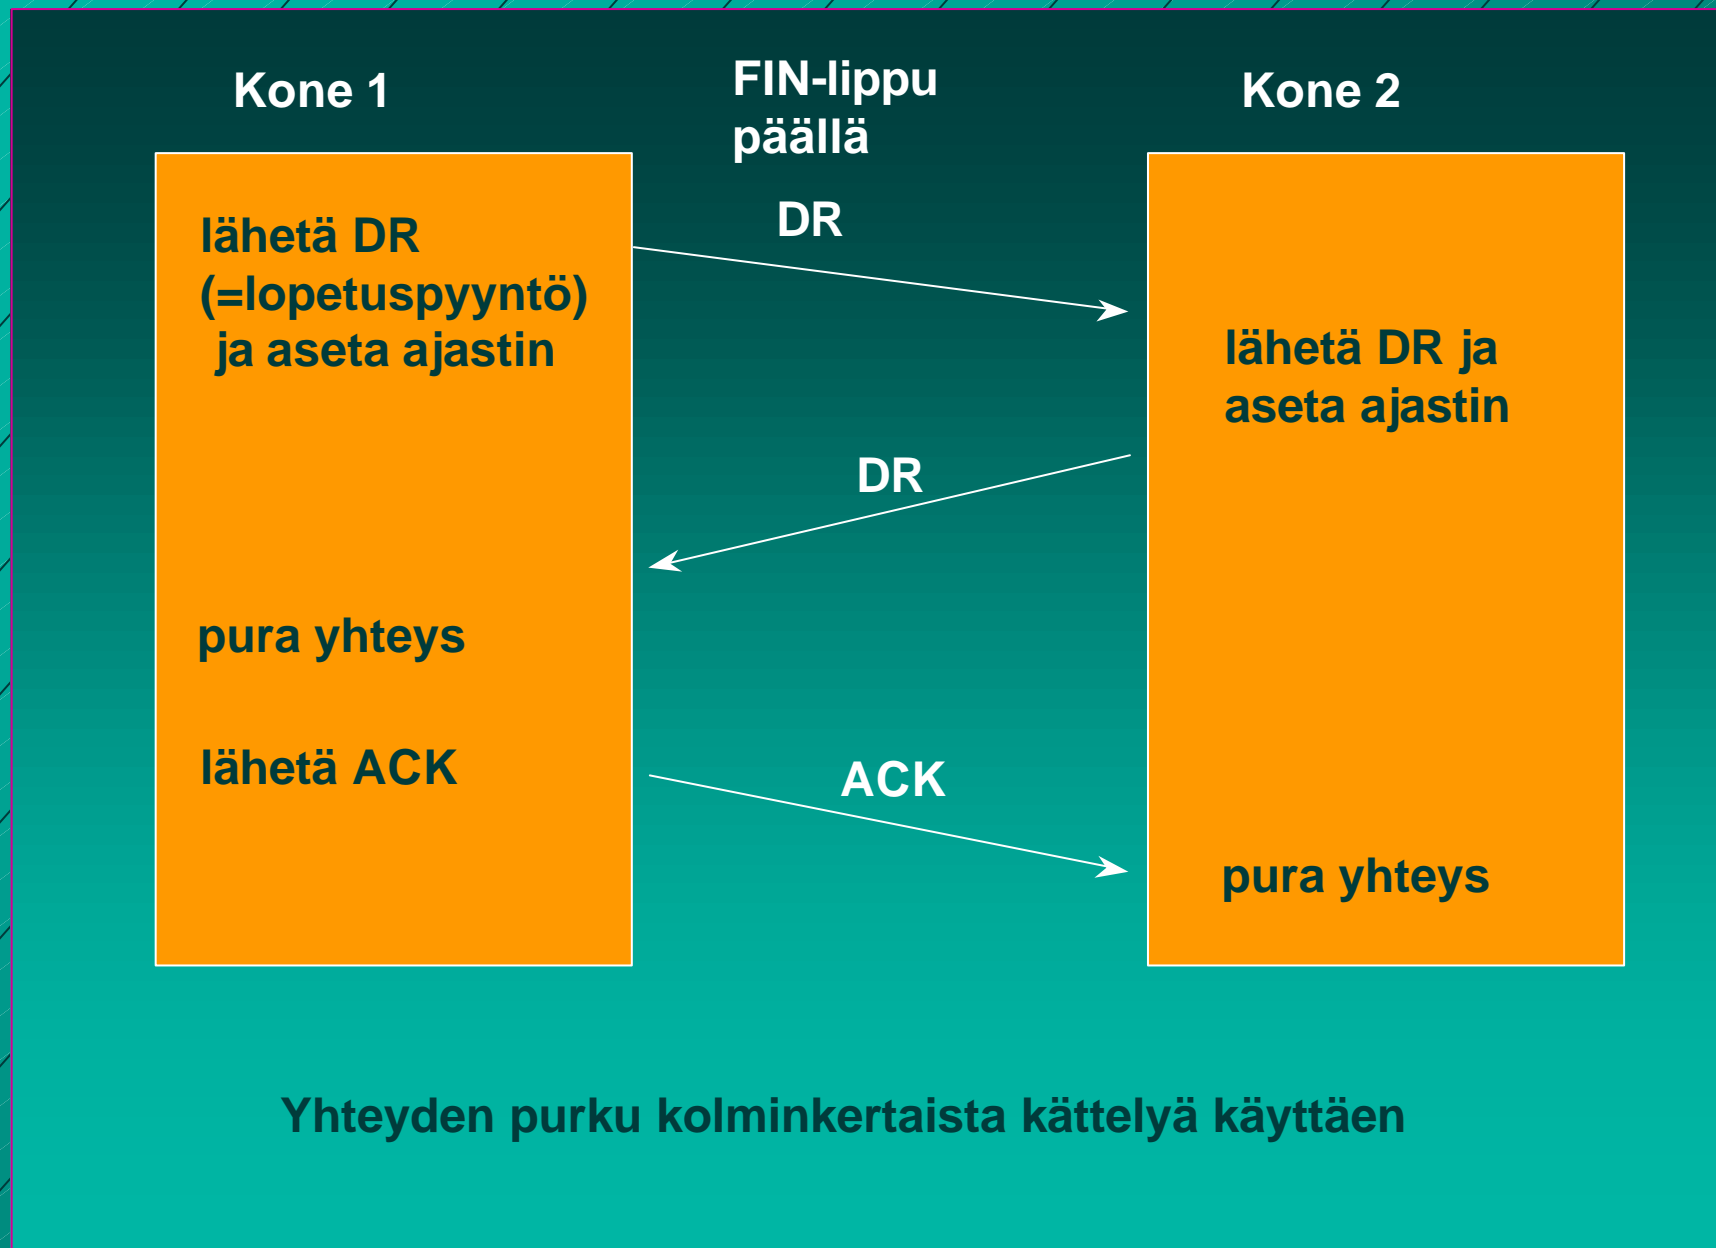 Kone 1
FIN-lippu
päällä
Kone 2
DR
lähetä DR
(=lopetuspyyntö)
ja aseta ajastin
lähetä DR ja
aseta ajastin
DR
pura yhteys
lähetä ACK
ACK
pura yhteys
Yhteyden purku kolminkertaista kättelyä käyttäen